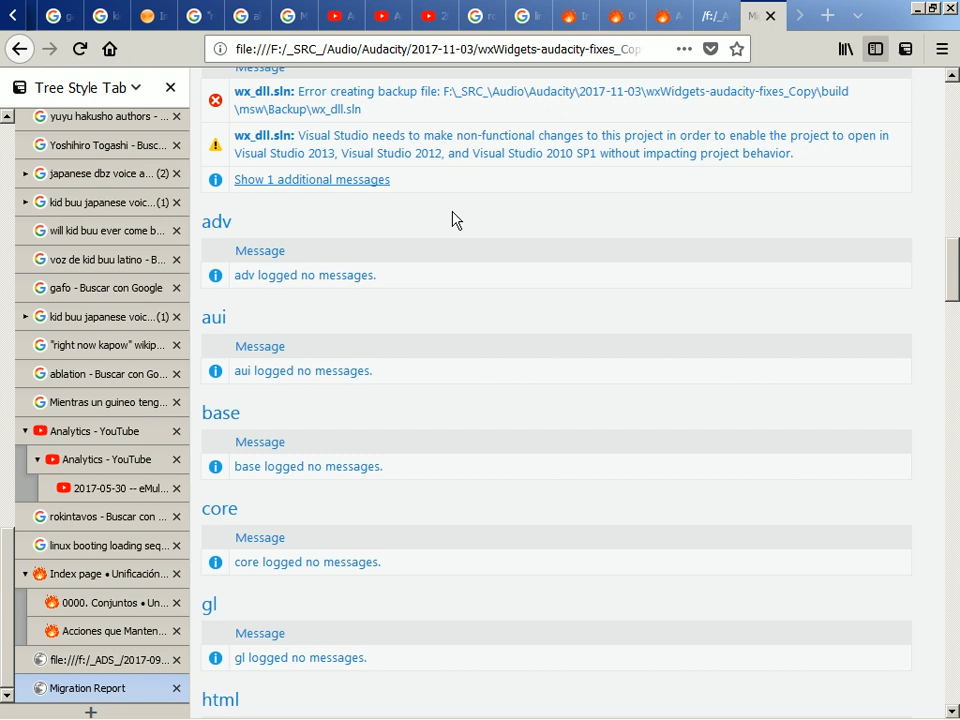 g
ki
In
"r
ai
M
A
A
2
ro
lin
In
D
A
/f:/_A
Mi
file:///F:/_SRC_/Audio/Audacity/2017-11-03/wxWidgets-audacity-fixes_Cop
Tree Style Tab
yuyu hakusho authors - ...
Yoshihiro Togashi - Busc...
japanese dbz voice a... (2)
kid buu japanese voic...(1)
will kid buu ever come b...
voz de kid buu latino - B...
gafo - Buscar con Google
kid buu japanese voic...(1)
"right now kapow" wikip...
ablation - Buscar con Go...
Mientras un guineo teng...
Analytics - YouTube
Analytics - YouTube
2017-05-30 -- eMul...
rokintavos - Buscar con ...
linux booting loading seq...
Index page • Unificación...
0000. Conjuntos • Un...
Acciones que Manten...
file:///f:/_ADS_/2017-09...
Migration Report
Message
wx_dll.sln: Error creating backup file: F:\_SRC_\Audio\Audacity\2017-11-03\wxWidgets-audacity-fixes_Copy\build
\msw\Backup\wx_dll.sln
wx_dll.sln: Visual Studio needs to make non-functional changes to this project in order to enable the project to open in
Visual Studio 2013, Visual Studio 2012, and Visual Studio 2010 SP1 without impacting project behavior.
Show 1 additional messages
adv
Message
adv logged no messages.
aui
Message
aui logged no messages.
base
Message
base logged no messages.
core
Message
core logged no messages.
gl
Message
gl logged no messages.
html